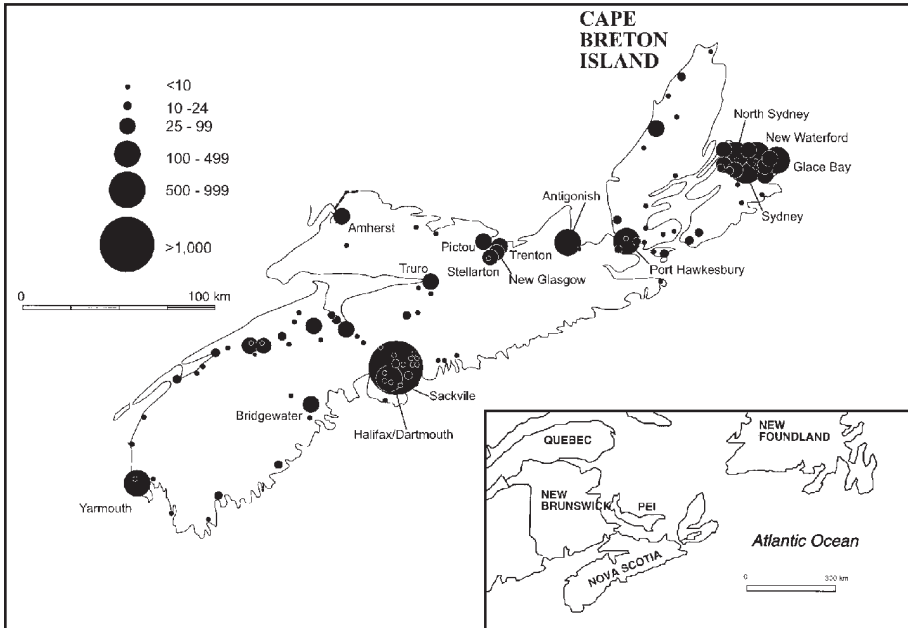 CAPE
BRETON
ISLAND
<10
10 -24
25 - 99
100 - 499
500 - 999
>1,000
0 100 km
North Sydney
New Waterford
Glace Bay
Sydney
Antigonish
Amherst
Pictou
Trenton
Stellarton
New Glasgow
Port Hawkesbury
Truro
Sackville
Bridgewater
Halifax/Dartmouth
Yarmouth
QUEBEC
NEW
FOUNDLAND
NEW
BRUNSWICK
PEI
NOVA SCOTIA
Atlantic Ocean
0 300 km